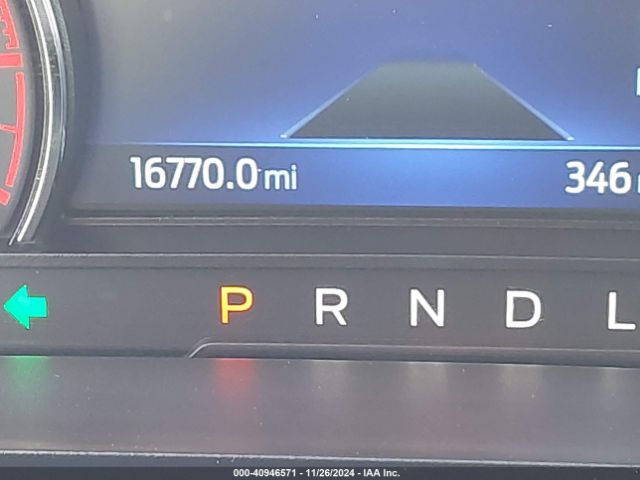 16770.0 mi 346
P R N D L
000-40946571 - 11/26/2024 - IAA Inc.